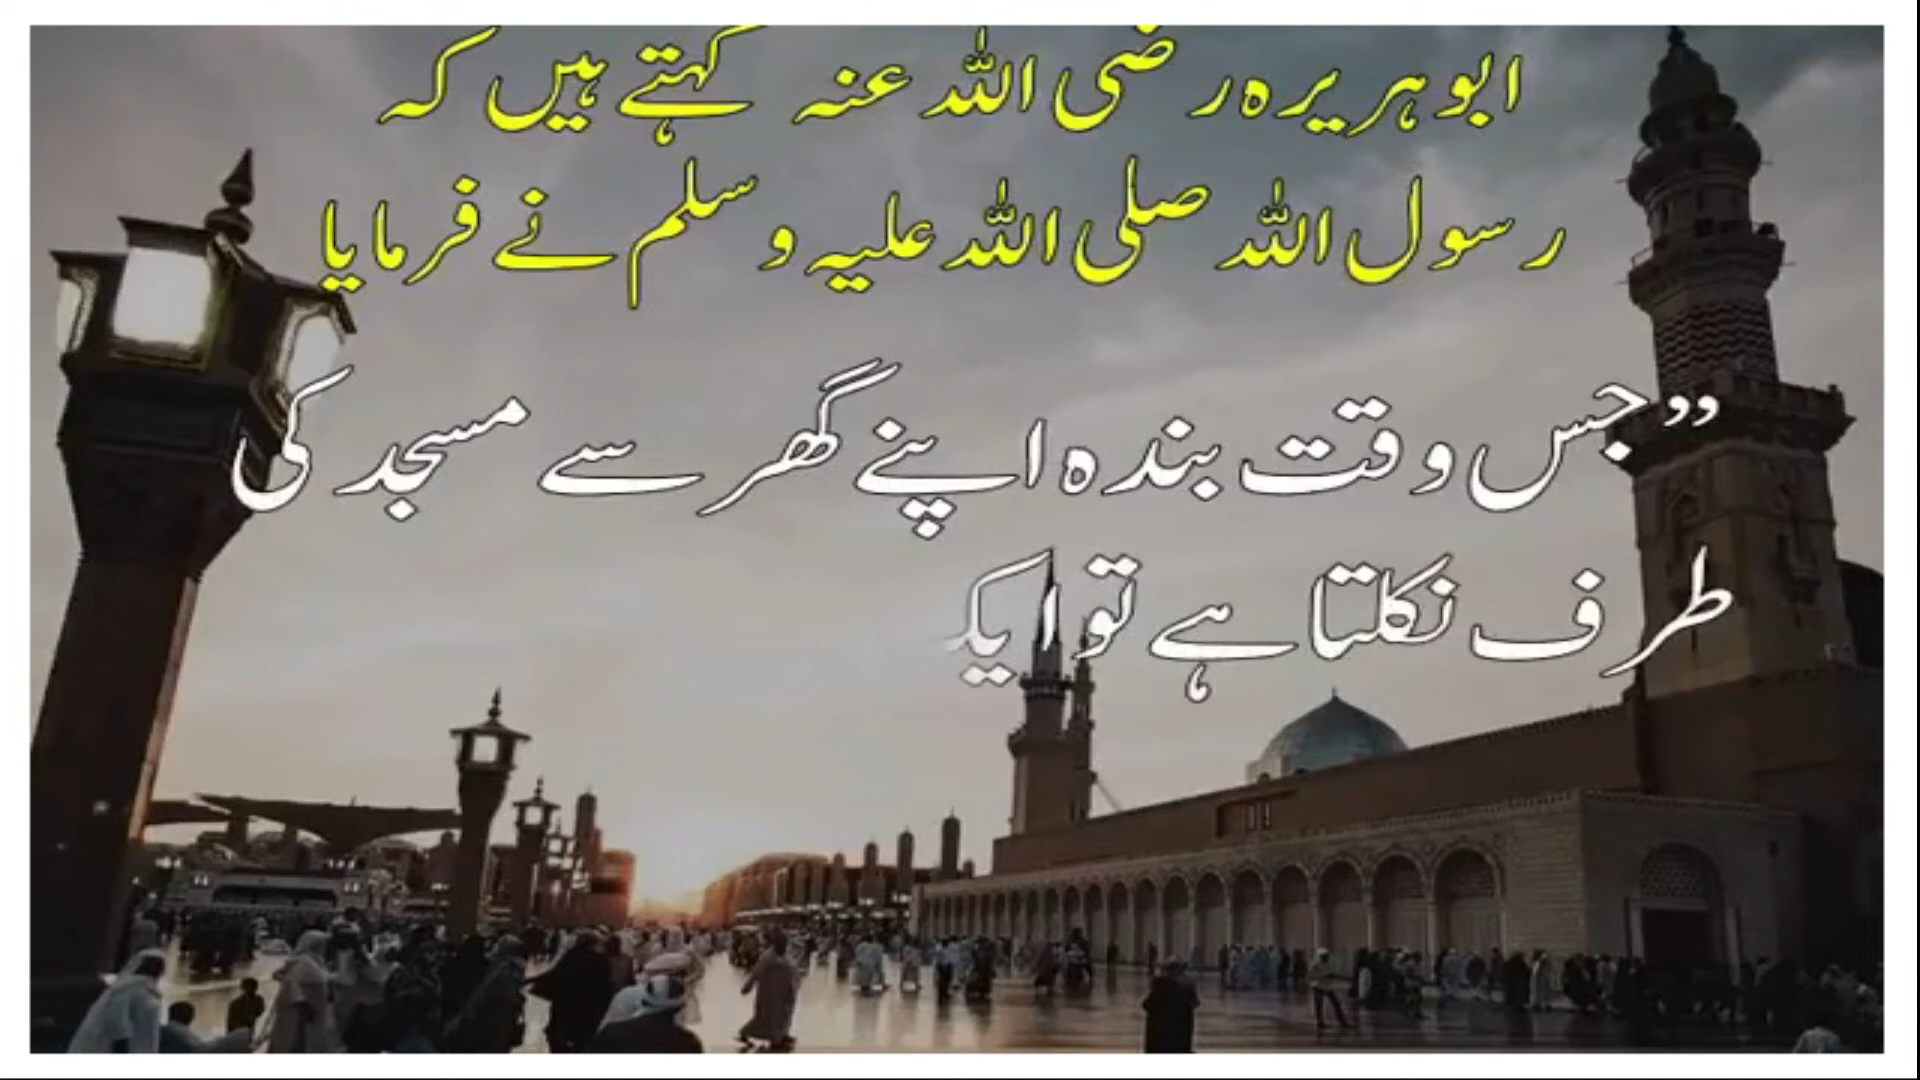 ابوہریرہ رضی اللہ عنہ کہتے ہیں کہ
رسول اللہ صلی اللہ علیہ وسلم نے فرمایا
”جس وقت بندہ اپنے گھر سے مسجد کی
طرف نکلتا ہے تو ایک